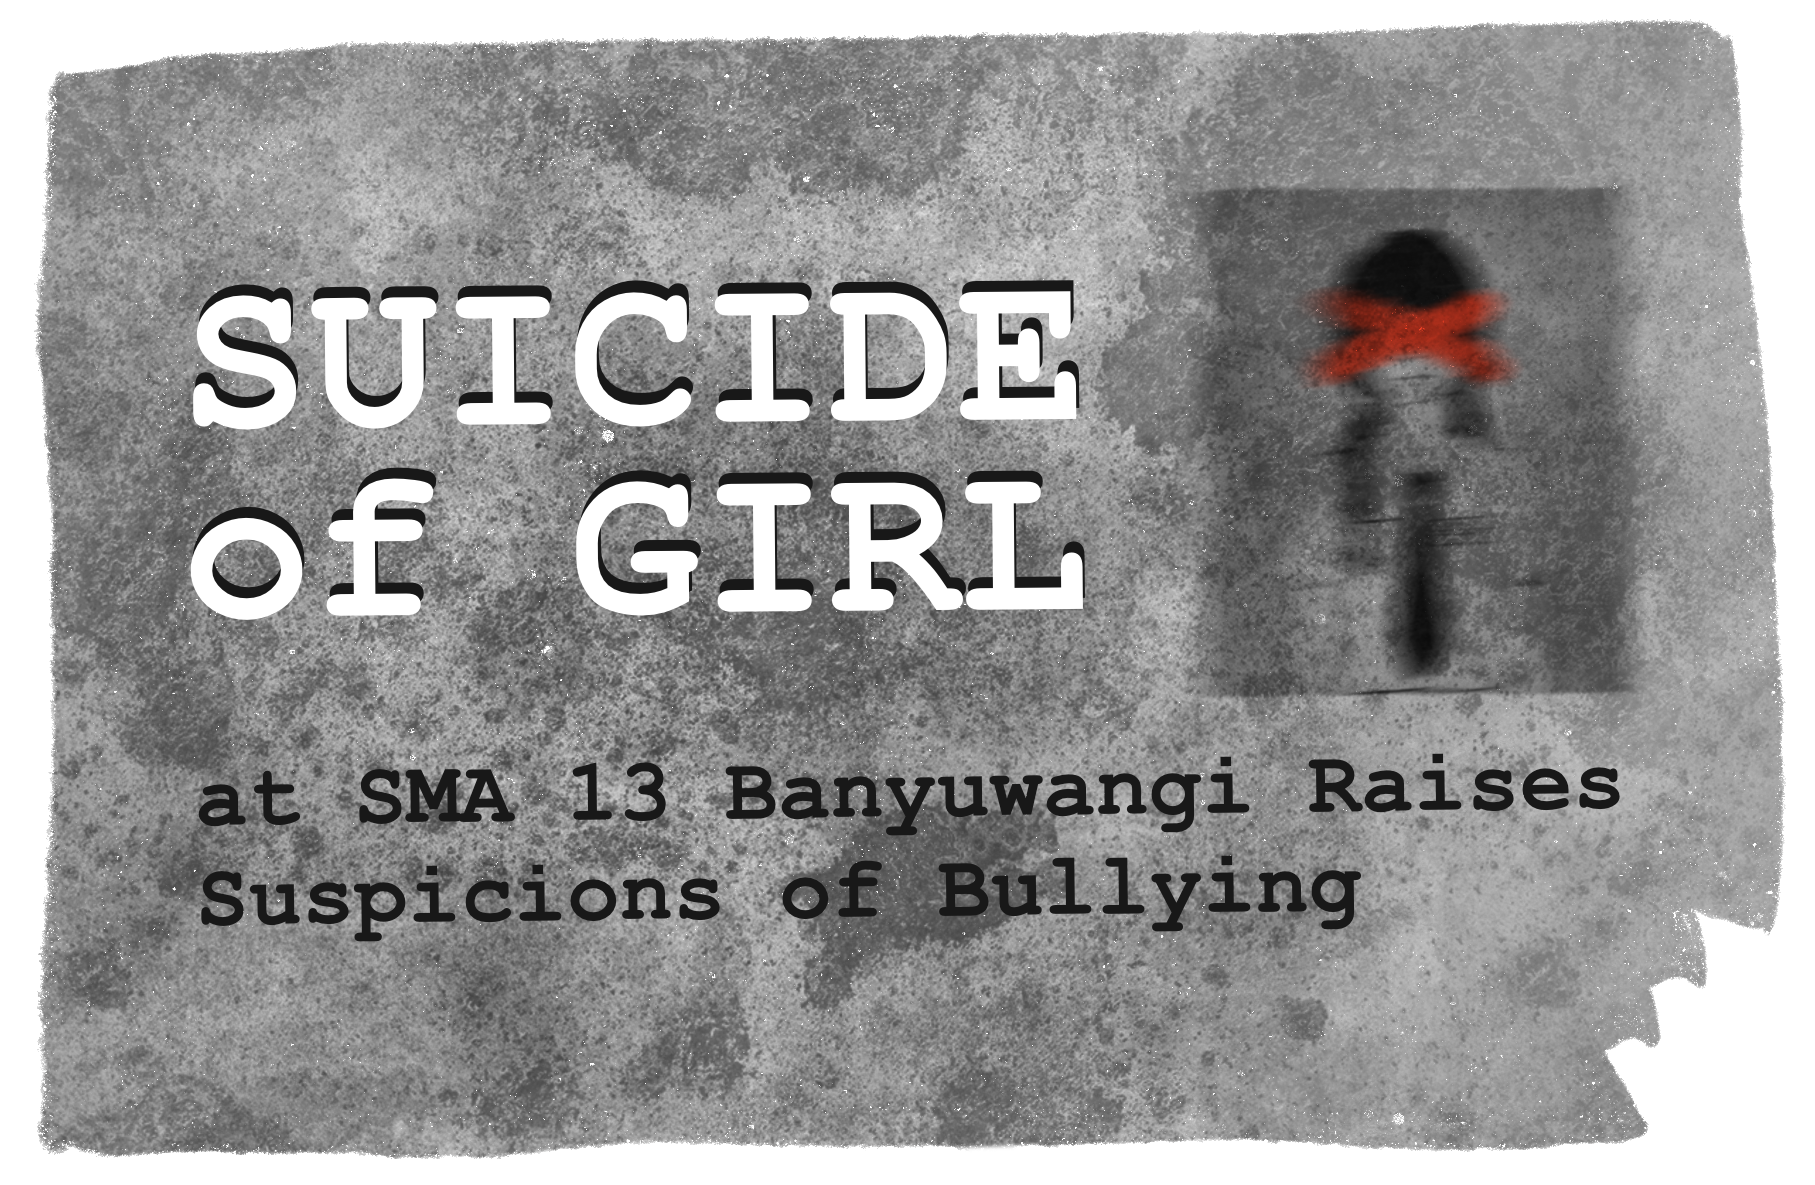 SUICIDE
of GIRL
at SMA 13 Banyuwangi Raises
Suspicions of Bullying